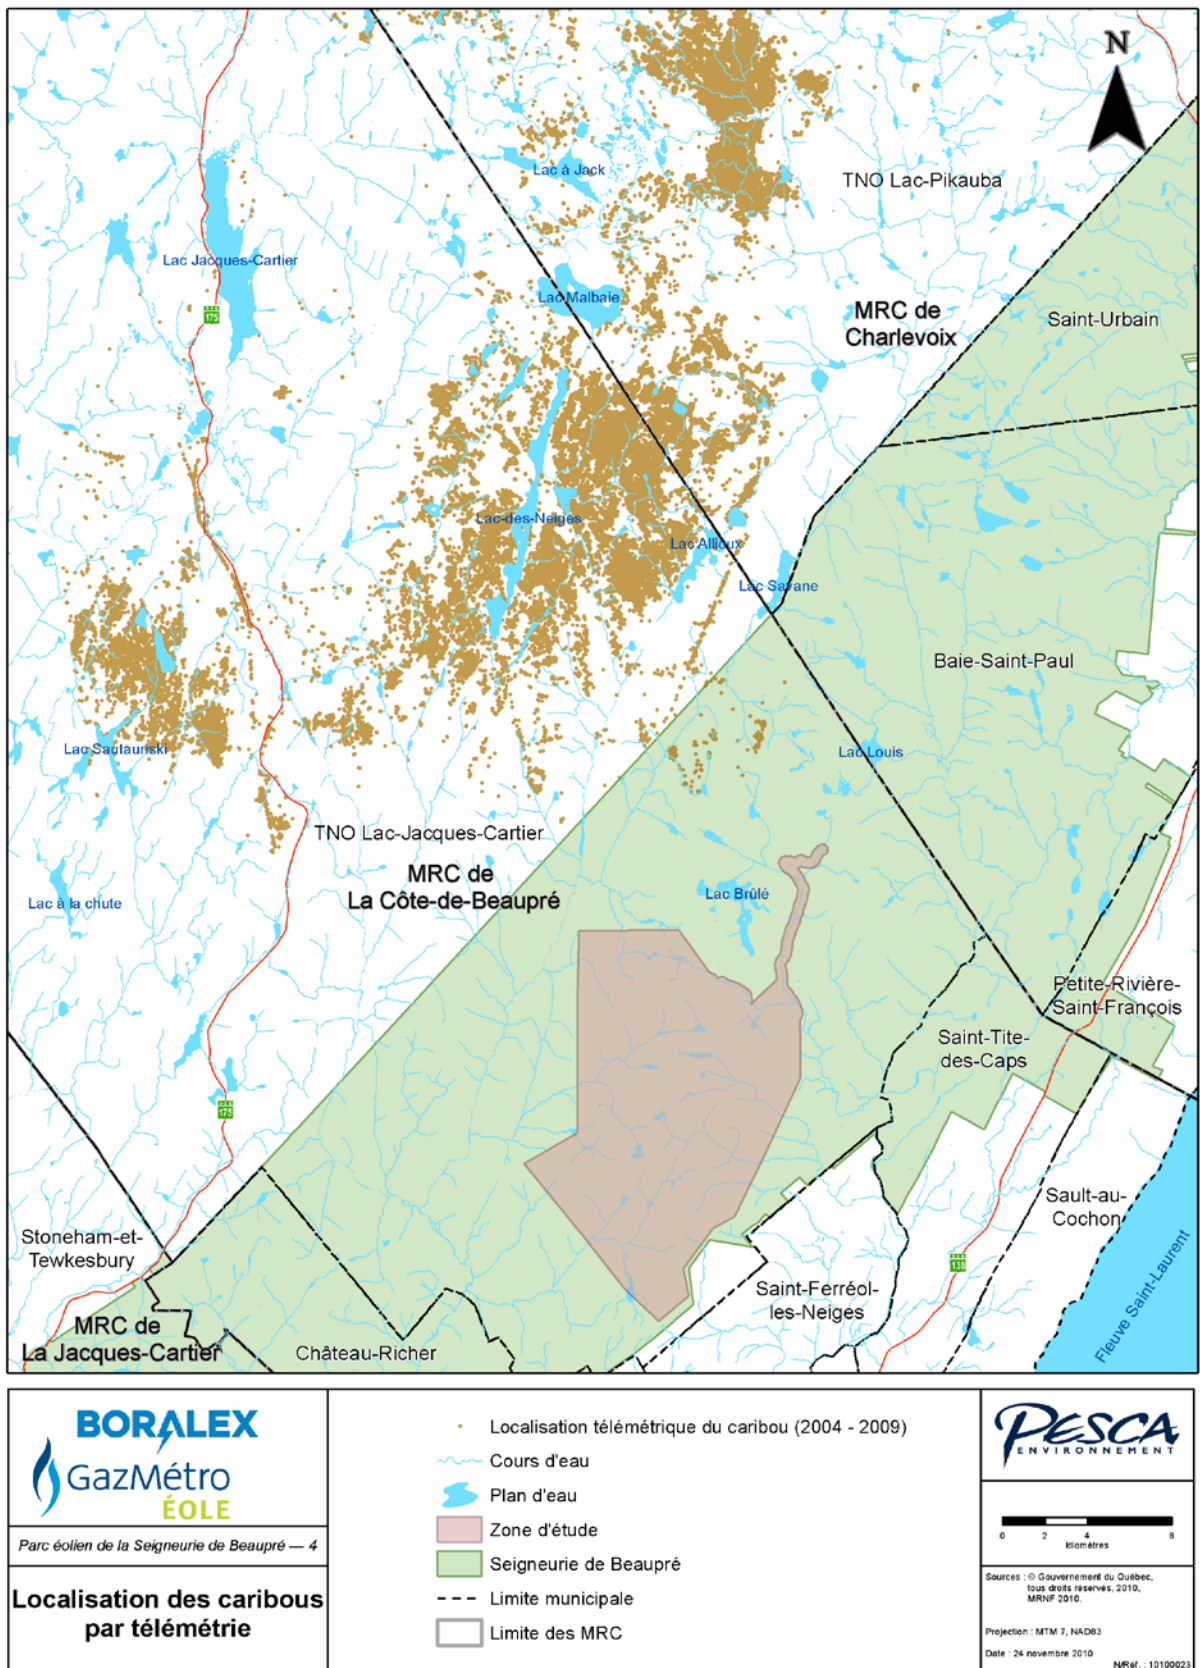 N
TNO Lac-Pikauba
Lac à Jack
Lac Jacques-Cartier
Lac Malbaie
175
MRC de
Charlevoix
Saint-Urbain
Lac-des-Neiges
Lac Allioux
Lac Savane
Baie-Saint-Paul
Lac Sautauriski
Lac Louis
TNO Lac-Jacques-Cartier
MRC de
La Côte-de-Beaupré
Lac à la chute
Lac Brûlé
Petite-Rivière-
Saint-François
Saint-Tite-
des-Caps
175
Sault-au-
Cochon
Stoneham-et-
Tewkesbury
138
Saint-Ferréol-
les-Neiges
Fleuve Saint-Laurent
MRC de
La Jacques-Cartier
Château-Richer
BORALEX
GazMétro
ÉOLE
Parc éolien de la Seigneurie de Beaupré — 4
Localisation des caribous
par télémétrie
Localisation télémétrique du caribou (2004 - 2009)
Cours d'eau
Plan d'eau
Zone d'étude
Seigneurie de Beaupré
Limite municipale
Limite des MRC
PESCA
ENVIRONNEMENT
0 2 4 8
kilomètres
Sources : © Gouvernement du Québec,
tous droits réservés, 2010,
MRNF 2010.
Projection : MTM 7, NAD83
Date : 24 novembre 2010
N/Réf. : 10100023